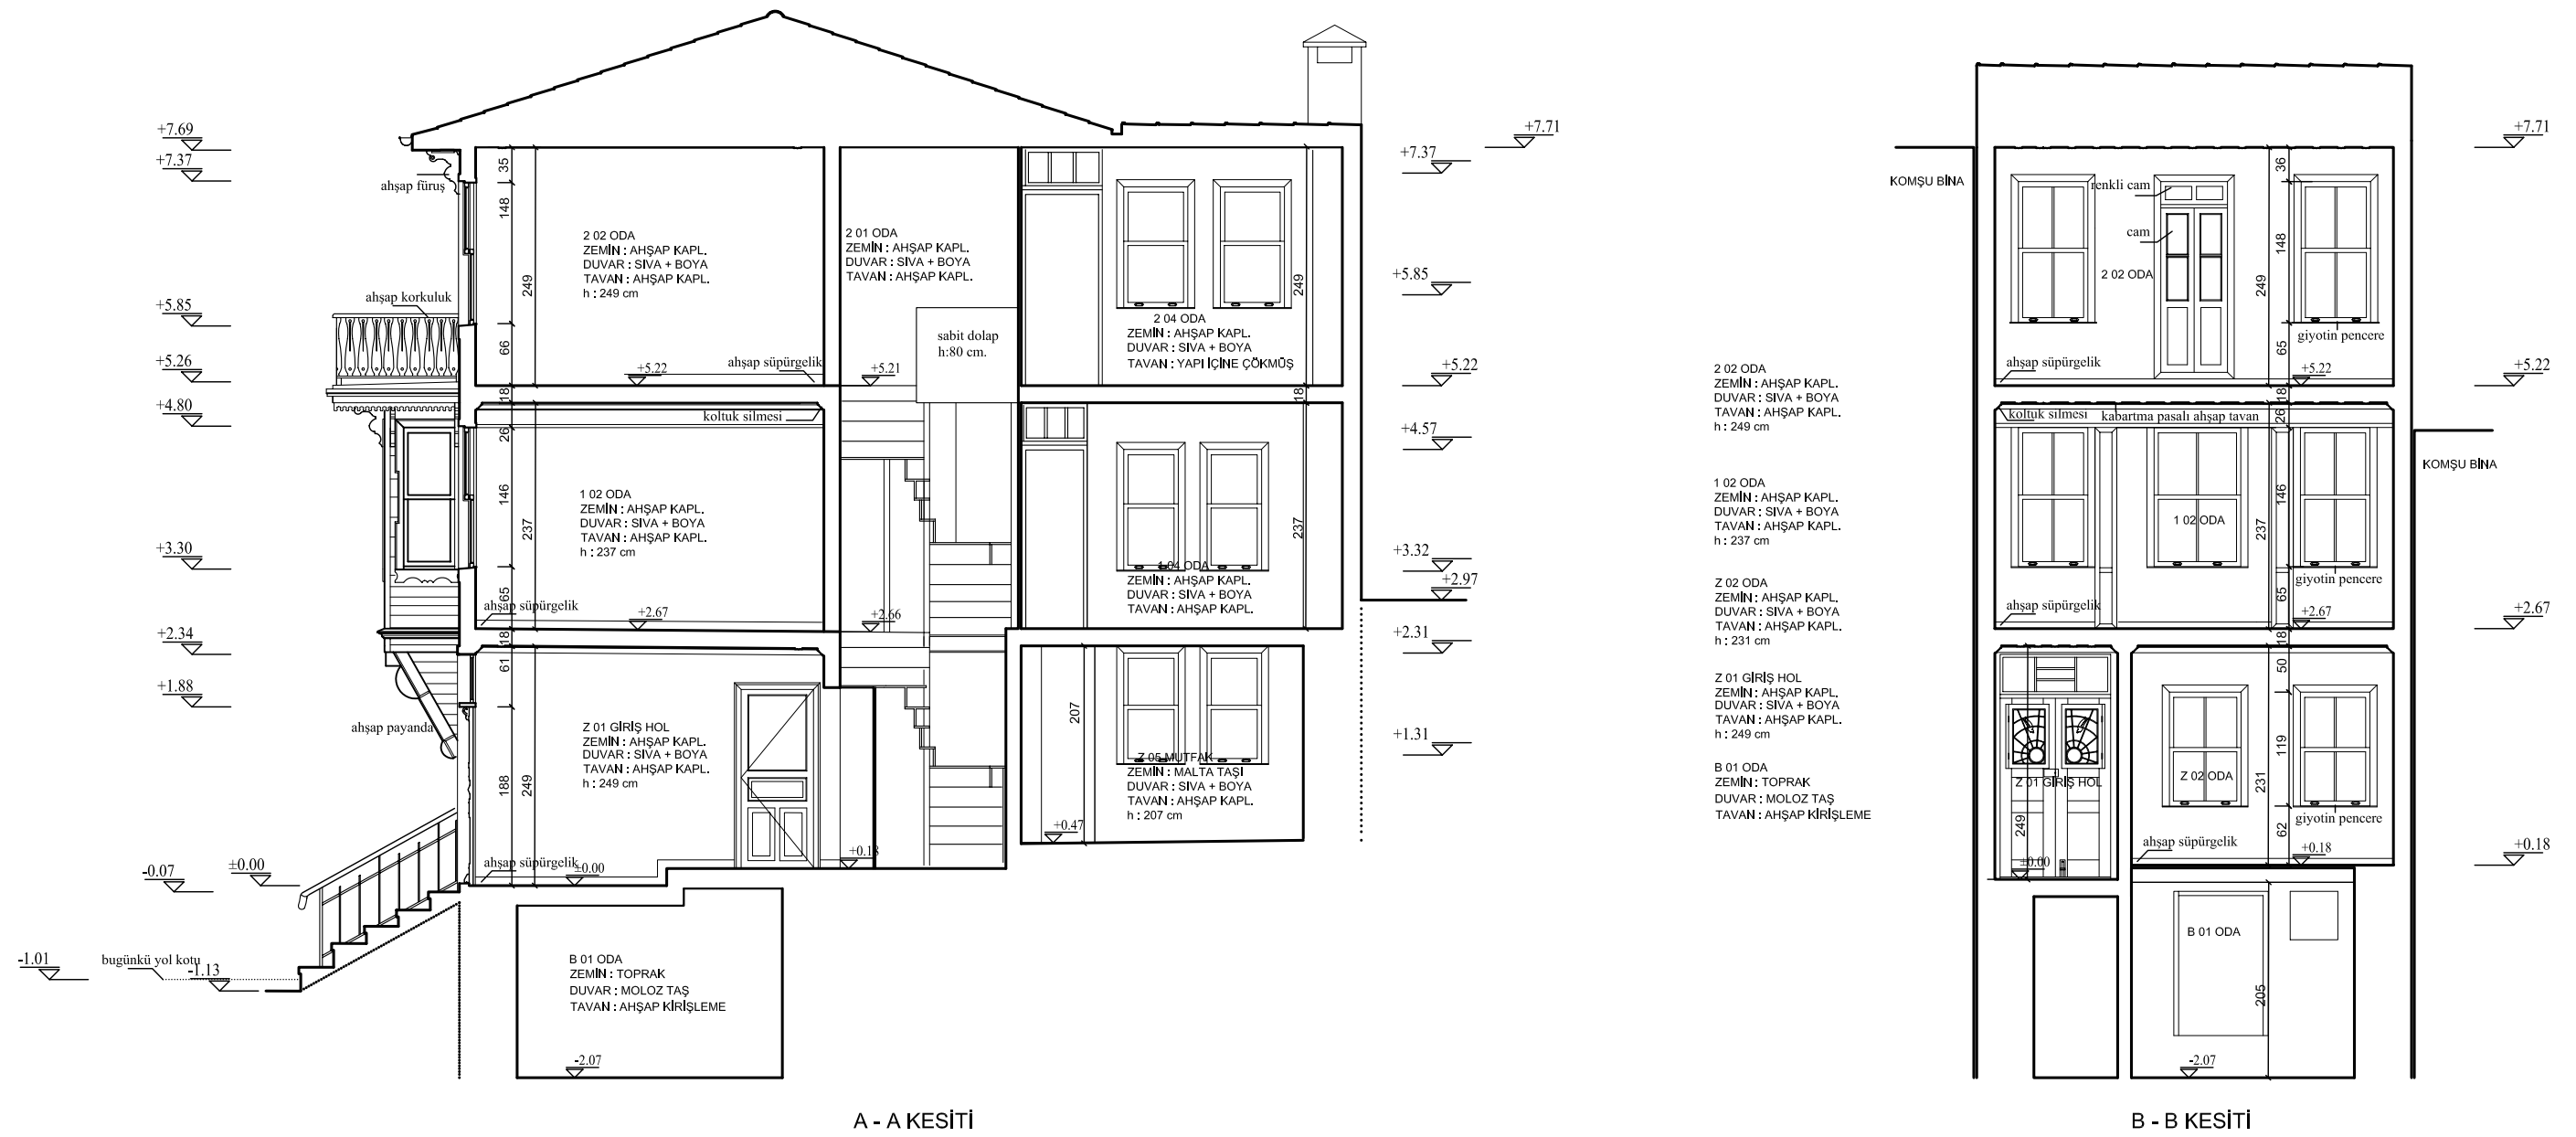 +7.69
+7.37
ahşap füruş
ahşap korkuluk
+5.85
+5.26
+4.80
+3.30
+2.34
+1.88
ahşap payanda
-0.07
±0.00
-1.01
bugünkü yol kotu
-1.13
35
148
249
66
18
26
146
237
65
18
61
188
249
2 02 ODA
ZEMİN : AHŞAP KAPL.
DUVAR : SIVA + BOYA
TAVAN : AHŞAP KAPL.
h : 249 cm
+5.22
ahşap süpürgelik
koltuk silmesi
1 02 ODA
ZEMİN : AHŞAP KAPL.
DUVAR : SIVA + BOYA
TAVAN : AHŞAP KAPL.
h : 237 cm
ahşap süpürgelik
+2.67
Z 01 GİRİŞ HOL
ZEMİN : AHŞAP KAPL.
DUVAR : SIVA + BOYA
TAVAN : AHŞAP KAPL.
h : 249 cm
ahşap süpürgelik
±0.00
+0.18
B 01 ODA
ZEMİN : TOPRAK
DUVAR : MOLOZ TAŞ
TAVAN : AHŞAP KİRİŞLEME
-2.07
2 01 ODA
ZEMİN : AHŞAP KAPL.
DUVAR : SIVA + BOYA
TAVAN : AHŞAP KAPL.
sabit dolap
h:80 cm.
+5.21
+2.66
2 04 ODA
ZEMİN : AHŞAP KAPL.
DUVAR : SIVA + BOYA
TAVAN : YAPI İÇİNE ÇÖKMÜŞ
249
18
237
1 04 ODA
ZEMİN : AHŞAP KAPL.
DUVAR : SIVA + BOYA
TAVAN : AHŞAP KAPL.
207
Z 05 MUTFAK
ZEMİN : MALTA TAŞI
DUVAR : SIVA + BOYA
TAVAN : AHŞAP KAPL.
h : 207 cm
+0.47
+7.71
+7.37
+5.85
+5.22
+4.57
+3.32
+2.97
+2.31
+1.31
A - A KESİTİ
2 02 ODA
ZEMİN : AHŞAP KAPL.
DUVAR : SIVA + BOYA
TAVAN : AHŞAP KAPL.
h : 249 cm
1 02 ODA
ZEMİN : AHŞAP KAPL.
DUVAR : SIVA + BOYA
TAVAN : AHŞAP KAPL.
h : 237 cm
Z 02 ODA
ZEMİN : AHŞAP KAPL.
DUVAR : SIVA + BOYA
TAVAN : AHŞAP KAPL.
h : 231 cm
Z 01 GİRİŞ HOL
ZEMİN : AHŞAP KAPL.
DUVAR : SIVA + BOYA
TAVAN : AHŞAP KAPL.
h : 249 cm
B 01 ODA
ZEMİN : TOPRAK
DUVAR : MOLOZ TAŞ
TAVAN : AHŞAP KİRİŞLEME
KOMŞU BİNA
renkli cam
cam
2 02 ODA
36
148
249
65
giyotin pencere
ahşap süpürgelik
+5.22
18
koltuk silmesi
kabartma pasalı ahşap tavan
26
146
1 02 ODA
237
giyotin pencere
ahşap süpürgelik
65
+2.67
18
50
119
Z 02 ODA
Z 01 GİRİŞ HOL
231
249
62
giyotin pencere
ahşap süpürgelik
±0.00
+0.18
B 01 ODA
205
-2.07
+7.71
+5.22
KOMŞU BİNA
+2.67
+0.18
B - B KESİTİ